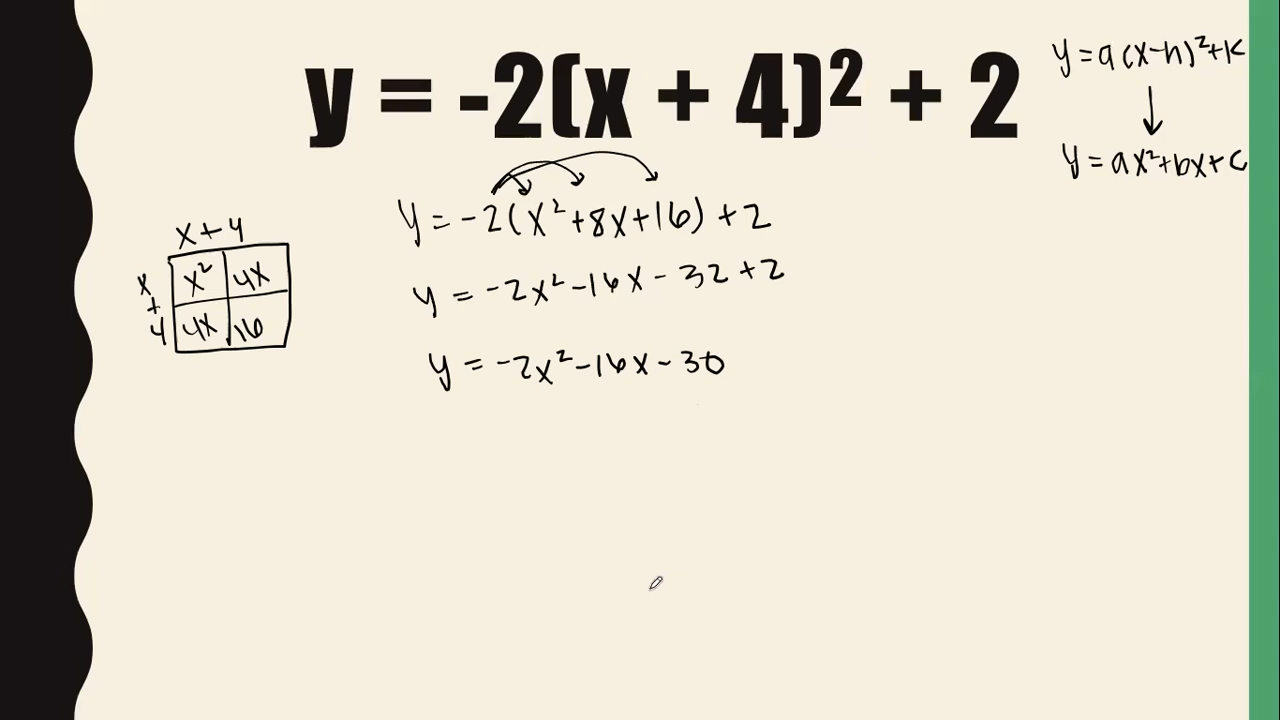 y = -2(x + 4)² + 2
y = a(x-h)²+k
y = ax²+bx+c
y = -2(x²+8x+16)+2
y = -2x²-16x-32+2
y = -2x²-16x-30
x+4
x x² 4x
+
4 4x 16